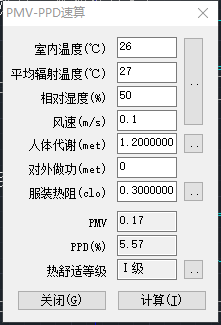 PMV-PPD速算
室内温度(℃) 26
平均辐射温度(℃) 27 ..
相对湿度(%) 50
风速(m/s) 0.1
人体代谢(met) 1.2000000 ..
对外做功(met) 0
服装热阻(clo) 0.3000000 ..
PMV 0.17
PPD(%) 5.57
热舒适等级 Ⅰ级 ..
关闭(G) 计算(J)